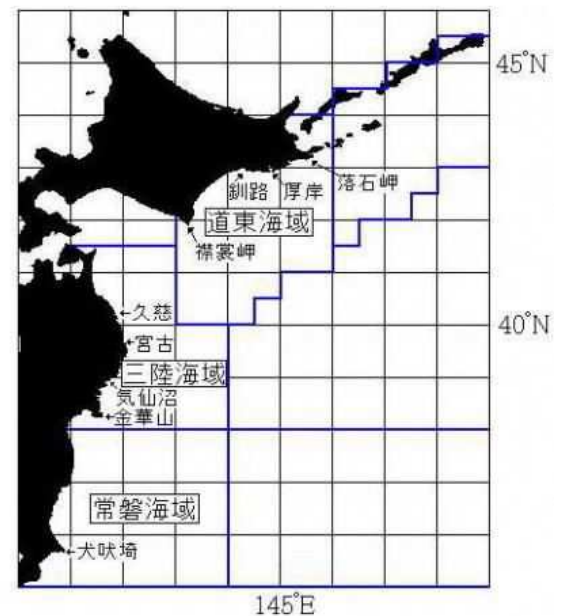 45°N
釧路
厚岸
落石岬
道東海域
襟裳岬
久慈
40°N
宮古
三陸海域
気仙沼
金華山
常磐海域
犬吠埼
145°E